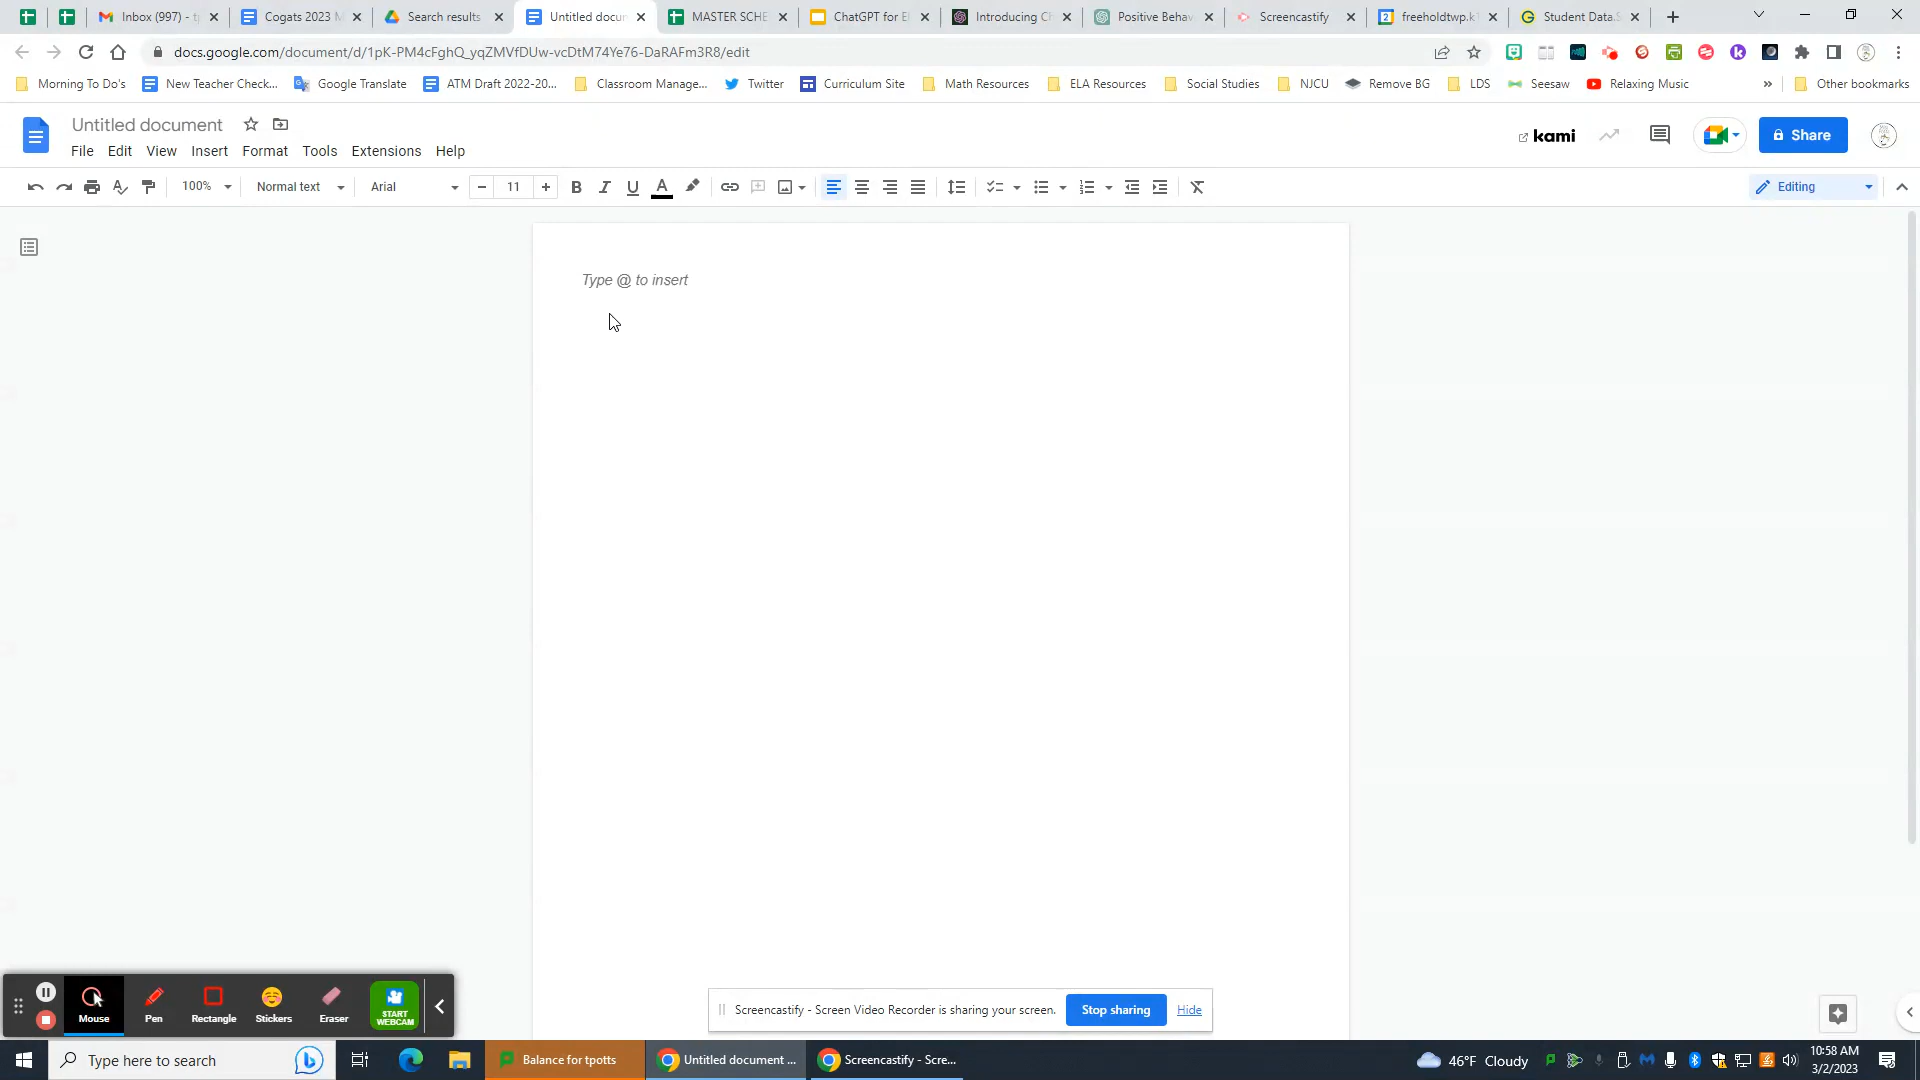 Inbox (997) - t
Cogats 2023 M
Search results
Untitled docu
MASTER SCHE
ChatGPT for E
Introducing Ch
Positive Behav
Screencastify
freeholdtwp.k1
Student Data.S
docs.google.com/document/d/1pK-PM4cFghQ_yqZMVfDUw-vcDtM74Ye76-DaRAFm3R8/edit
Morning To Do's
New Teacher Check...
Google Translate
ATM Draft 2022-20...
Classroom Manage...
Twitter
Curriculum Site
Math Resources
ELA Resources
Social Studies
NJCU
Remove BG
LDS
Seesaw
Relaxing Music
»
Other bookmarks
Untitled document
kami
Share
File
Edit
View
Insert
Format
Tools
Extensions
Help
100%
Normal text
Arial
11
B
I
U
A
Editing
Type @ to insert
Mouse
Pen
Rectangle
Stickers
Eraser
START
WEBCAM
Screencastify - Screen Video Recorder is sharing your screen.
Stop sharing
Hide
Type here to search
Balance for tpotts
Untitled document ...
Screencastify - Scre...
46°F Cloudy
10:58 AM
3/2/2023